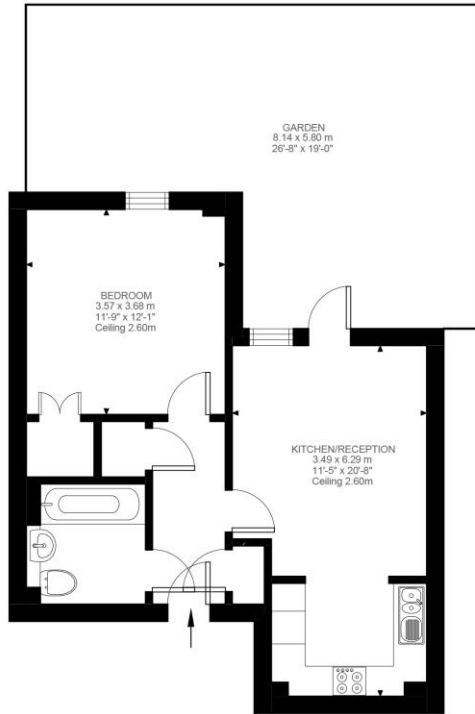 GARDEN
8.14 x 5.80 m
26'-8" x 19'-0"
BEDROOM
3.57 x 3.68 m
11'-9" x 12'-1"
Ceiling 2.60m
KITCHEN/RECEPTION
3.49 x 6.29 m
11'-5" x 20'-8"
Ceiling 2.60m